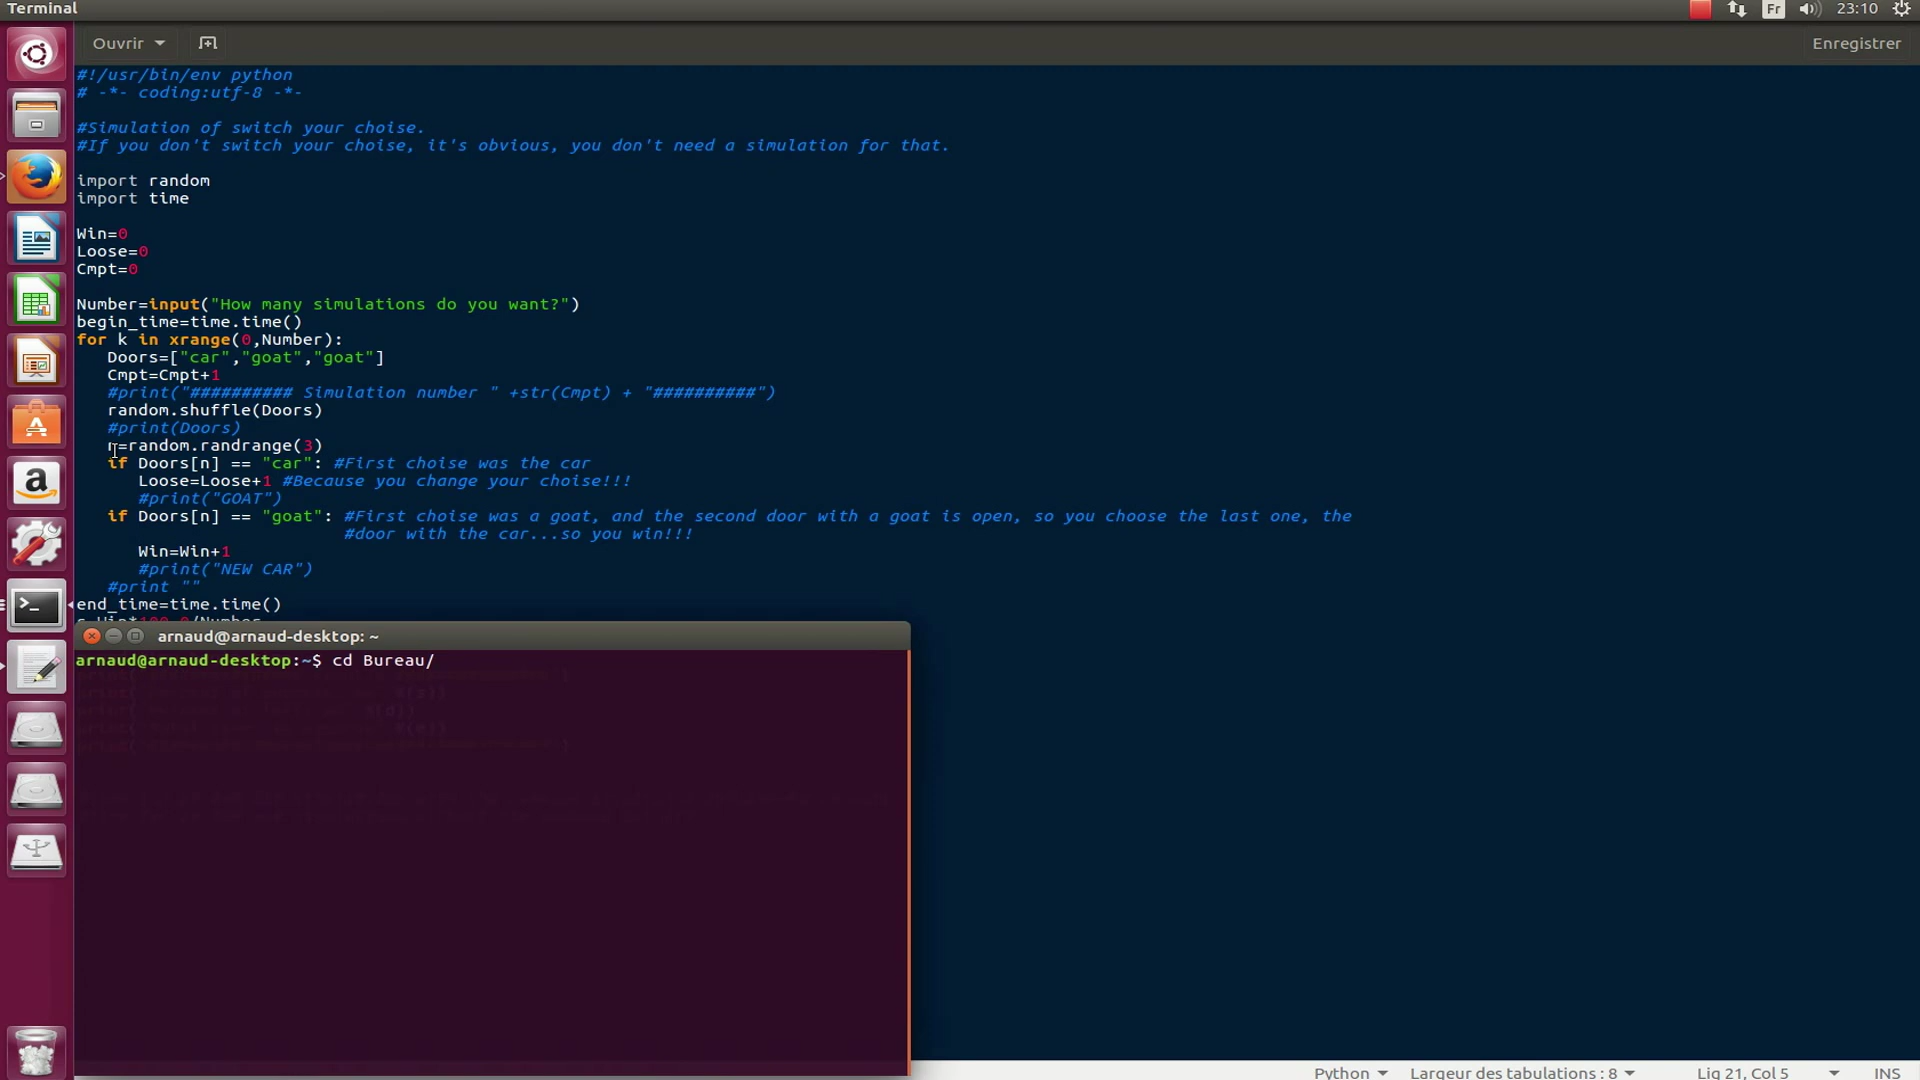 Terminal
Fr
23:10
Ouvrir
Enregistrer
#!/usr/bin/env python
# -*- coding:utf-8 -*-
#Simulation of switch your choise.
#If you don't switch your choise, it's obvious, you don't need a simulation for that.
import random
import time
Win=0
Loose=0
Cmpt=0
Number=input("How many simulations do you want?")
begin_time=time.time()
for k in xrange(0,Number):
Doors=["car","goat","goat"]
Cmpt=Cmpt+1
#print("########## Simulation number " +str(Cmpt) + "##########")
random.shuffle(Doors)
#print(Doors)
n=random.randrange(3)
if Doors[n] == "car": #First choise was the car
Loose=Loose+1 #Because you change your choise!!!
#print("GOAT")
if Doors[n] == "goat": #First choise was a goat, and the second door with a goat is open, so you choose the last one, the
#door with the car...so you win!!!
Win=Win+1
#print("NEW CAR")
#print ""
end_time=time.time()
arnaud@arnaud-desktop: ~
arnaud@arnaud-desktop:~$ cd Bureau/
Python
Largeur des tabulations : 8
Lig 21, Col 5
INS